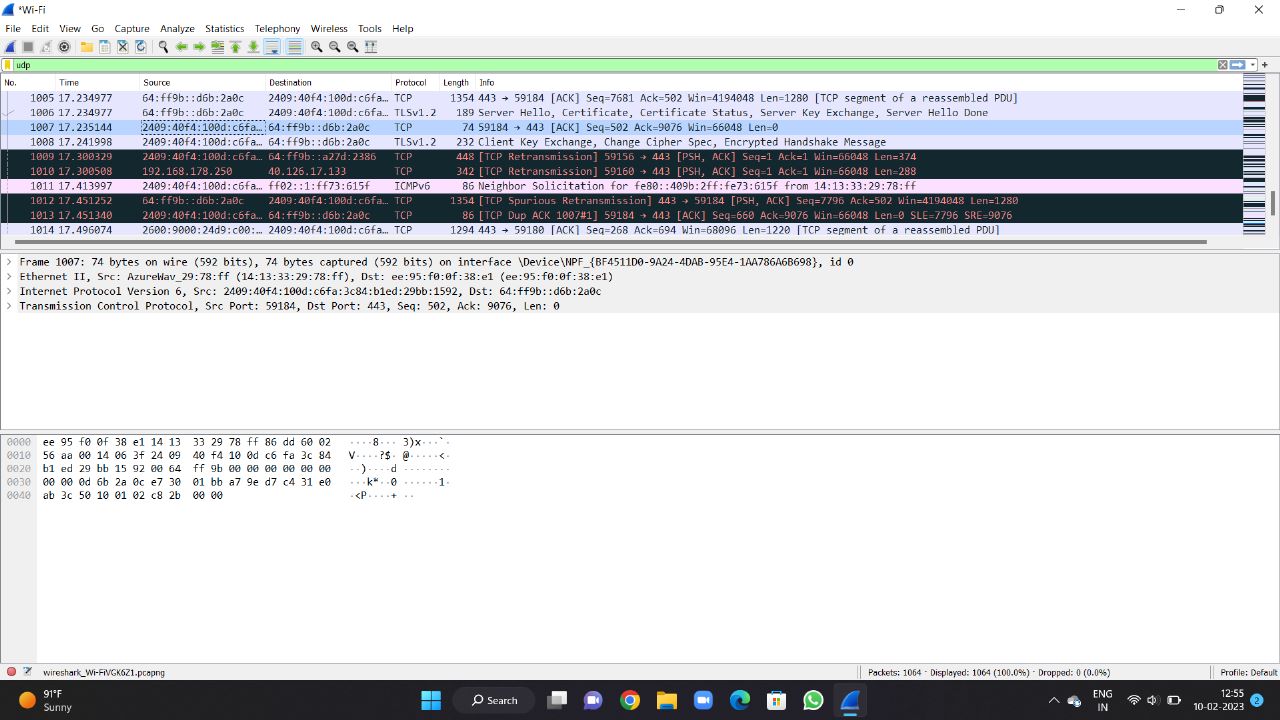 *Wi-Fi
File Edit View Go Capture Analyze Statistics Telephony Wireless Tools Help
udp
No. Time Source Destination Protocol Length Info
1005 17.234977 64:ff9b::d6b:2a0c 2409:40f4:100d:c6fa… TCP 1354 443 → 59184 [ACK] Seq=7681 Ack=502 Win=4194048 Len=1280 [TCP segment of a reassembled PDU]
1006 17.234977 64:ff9b::d6b:2a0c 2409:40f4:100d:c6fa… TLSv1.2 189 Server Hello, Certificate, Certificate Status, Server Key Exchange, Server Hello Done
1007 17.235144 2409:40f4:100d:c6fa… 64:ff9b::d6b:2a0c TCP 74 59184 → 443 [ACK] Seq=502 Ack=9076 Win=66048 Len=0
1008 17.241998 2409:40f4:100d:c6fa… 64:ff9b::d6b:2a0c TLSv1.2 232 Client Key Exchange, Change Cipher Spec, Encrypted Handshake Message
1009 17.300329 2409:40f4:100d:c6fa… 64:ff9b::a27d:2386 TCP 448 [TCP Retransmission] 59156 → 443 [PSH, ACK] Seq=1 Ack=1 Win=66048 Len=374
1010 17.300508 192.168.178.250 40.126.17.133 TCP 342 [TCP Retransmission] 59160 → 443 [PSH, ACK] Seq=1 Ack=1 Win=66048 Len=288
1011 17.413997 2409:40f4:100d:c6fa… ff02::1:ff73:615f ICMPv6 86 Neighbor Solicitation for fe80::409b:2ff:fe73:615f from 14:13:33:29:78:ff
1012 17.451252 64:ff9b::d6b:2a0c 2409:40f4:100d:c6fa… TCP 1354 [TCP Spurious Retransmission] 443 → 59184 [PSH, ACK] Seq=7796 Ack=502 Win=4194048 Len=1280
1013 17.451340 2409:40f4:100d:c6fa… 64:ff9b::d6b:2a0c TCP 86 [TCP Dup ACK 1007#1] 59184 → 443 [ACK] Seq=660 Ack=9076 Win=66048 Len=0 SLE=7796 SRE=9076
1014 17.496074 2600:9000:24d9:c00:… 2409:40f4:100d:c6fa… TCP 1294 443 → 59089 [ACK] Seq=268 Ack=694 Win=68096 Len=1220 [TCP segment of a reassembled PDU]
Frame 1007: 74 bytes on wire (592 bits), 74 bytes captured (592 bits) on interface \Device\NPF_{BF4511D0-9A24-4DAB-95E4-1AA786A6B698}, id 0
Ethernet II, Src: AzureWav_29:78:ff (14:13:33:29:78:ff), Dst: ee:95:f0:0f:38:e1 (ee:95:f0:0f:38:e1)
Internet Protocol Version 6, Src: 2409:40f4:100d:c6fa:3c84:b1ed:29bb:1592, Dst: 64:ff9b::d6b:2a0c
Transmission Control Protocol, Src Port: 59184, Dst Port: 443, Seq: 502, Ack: 9076, Len: 0
0000 ee 95 f0 0f 38 e1 14 13 33 29 78 ff 86 dd 60 02 ····8··· 3)x···`·
0010 56 aa 00 14 06 3f 24 09 40 f4 10 0d c6 fa 3c 84 V····?$· @·····<·
0020 b1 ed 29 bb 15 92 00 64 ff 9b 00 00 00 00 00 00 ··)····d ········
0030 00 00 0d 6b 2a 0c e7 30 01 bb a7 9e d7 c4 31 e0 ···k*··0 ······1·
0040 ab 3c 50 10 01 02 c8 2b 00 00 ·<P····+ ··
wireshark_Wi-FiVGK6Z1.pcapng Packets: 1064 · Displayed: 1064 (100.0%) · Dropped: 0 (0.0%) Profile: Default
91°F
Sunny
Search
ENG
IN
12:55
10-02-2023
2